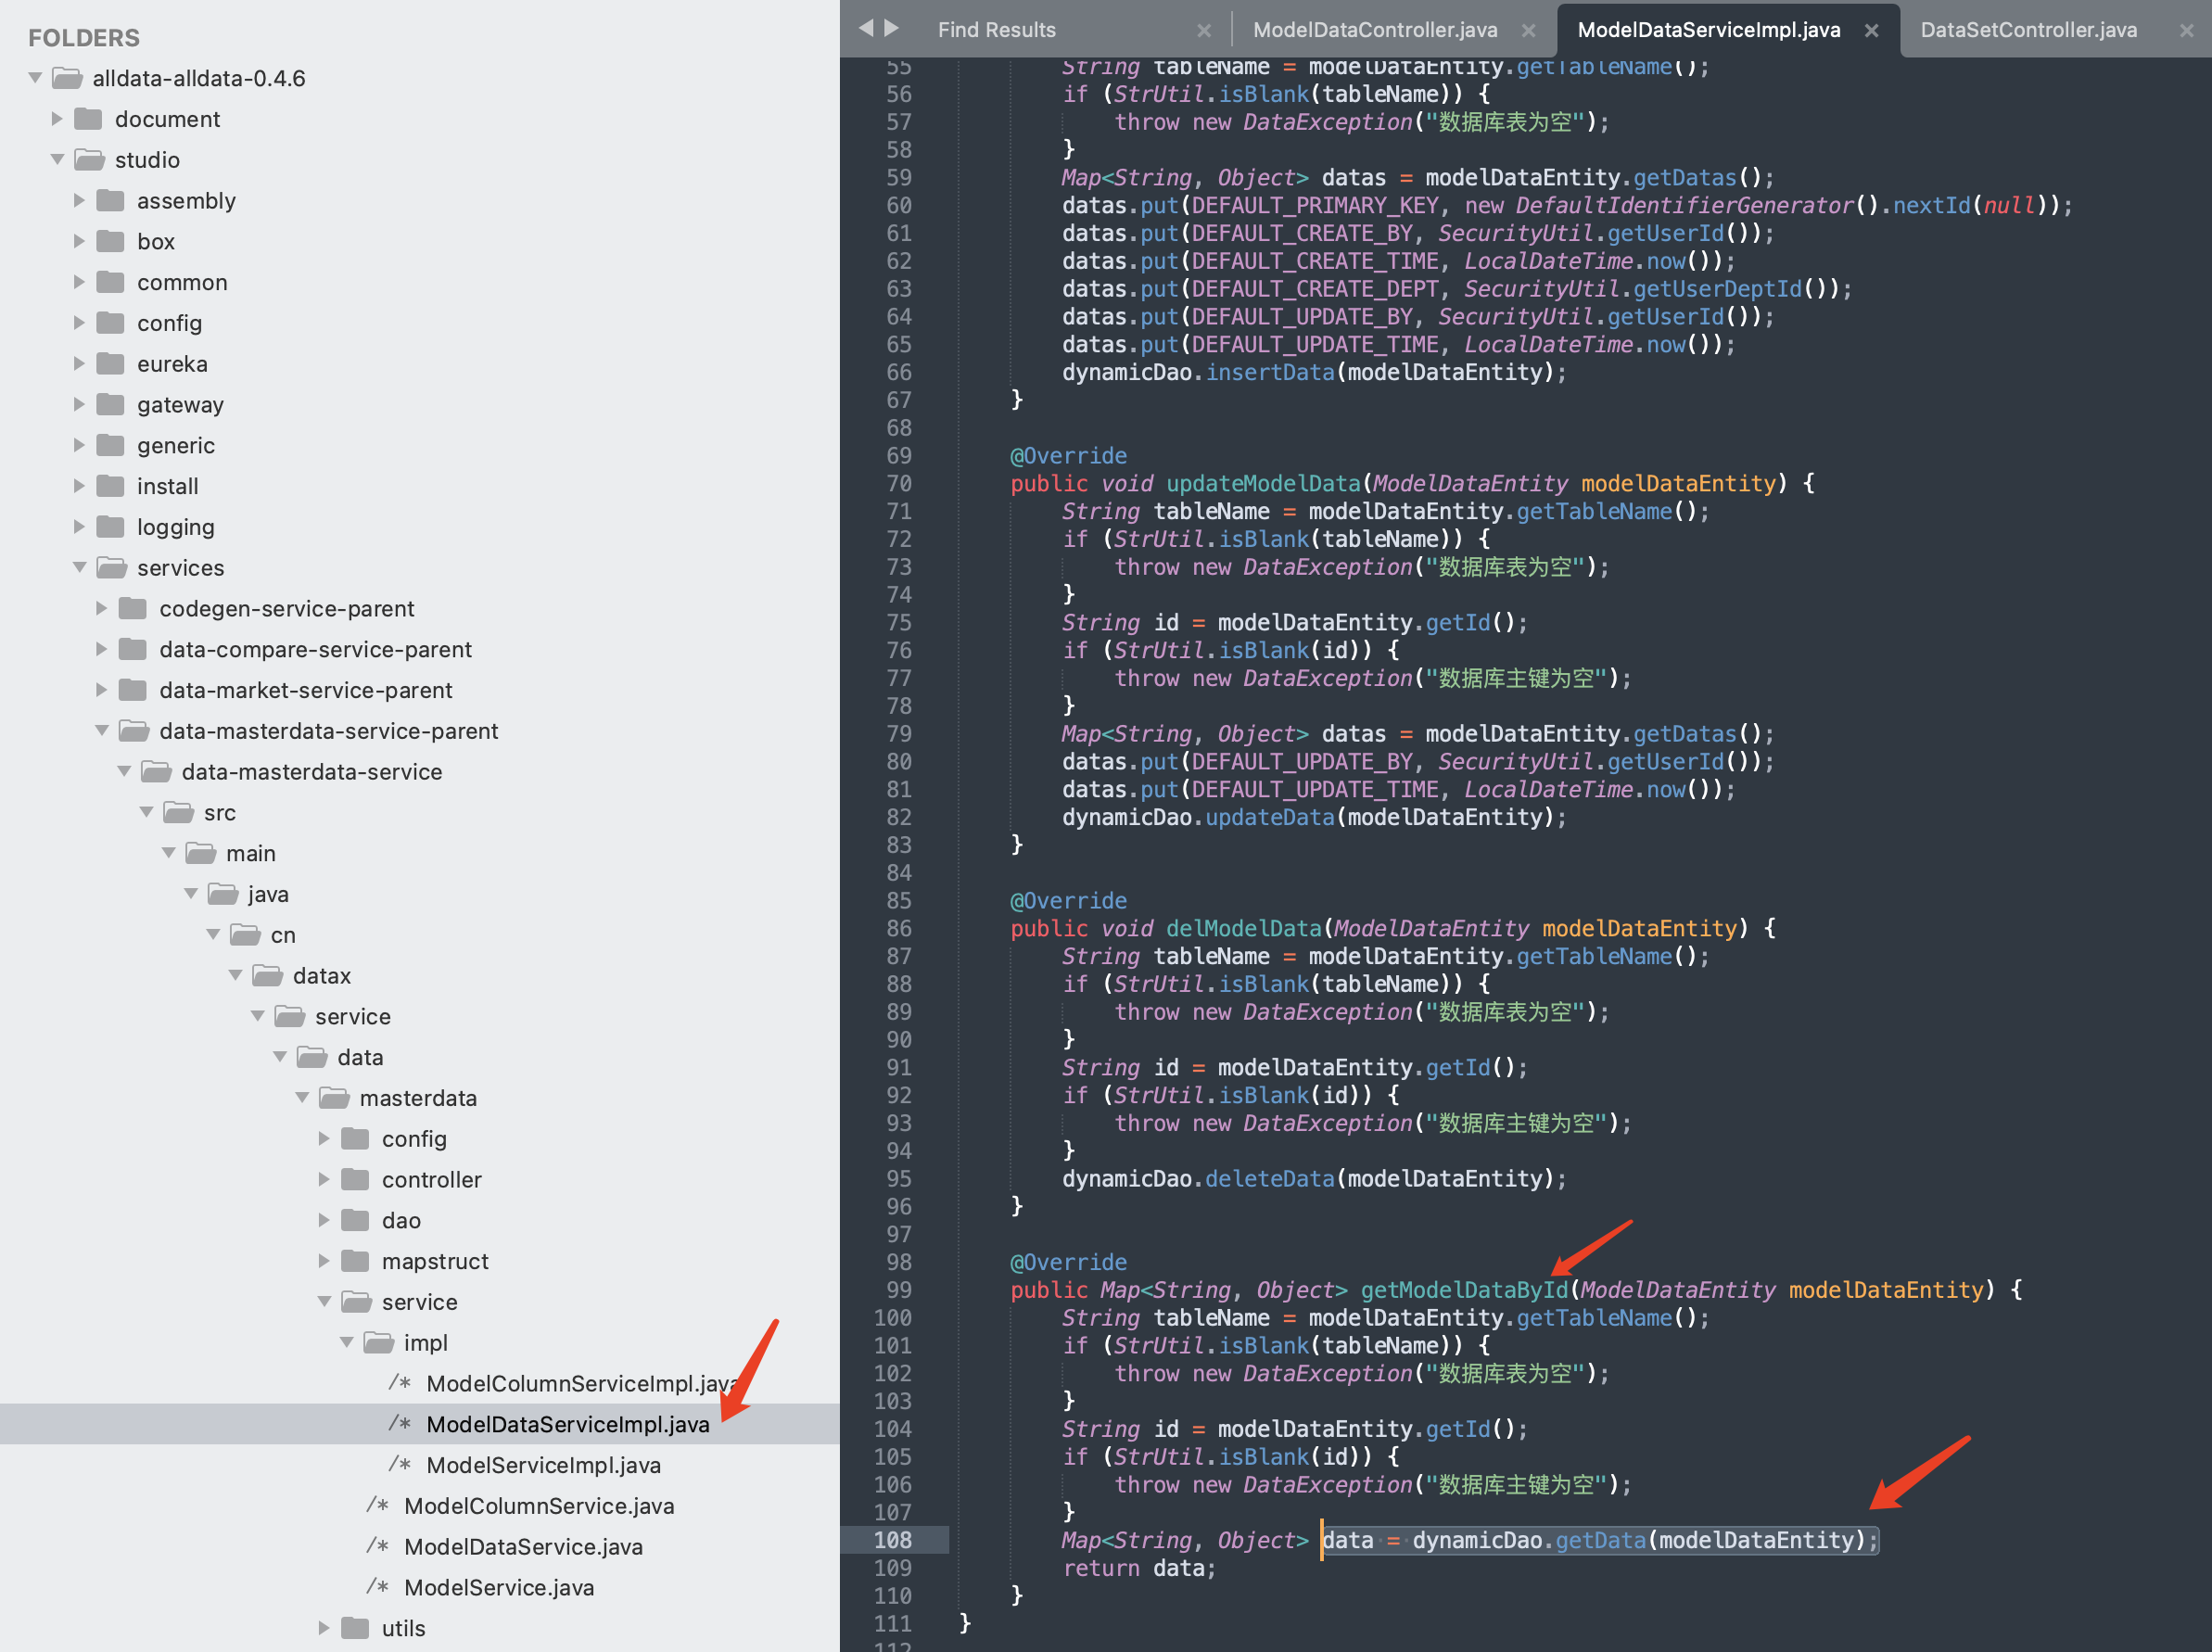 FOLDERS
alldata-alldata-0.4.6
document
studio
assembly
box
common
config
eureka
gateway
generic
install
logging
services
codegen-service-parent
data-compare-service-parent
data-market-service-parent
data-masterdata-service-parent
data-masterdata-service
src
main
java
cn
datax
service
data
masterdata
config
controller
dao
mapstruct
service
impl
/* ModelColumnServiceImpl.java
/* ModelDataServiceImpl.java
/* ModelServiceImpl.java
/* ModelColumnService.java
/* ModelDataService.java
/* ModelService.java
utils
Find Results × ModelDataController.java × ModelDataServiceImpl.java × DataSetController.java ×
55 String tableName = modelDataEntity.getTableName();
56 if (StrUtil.isBlank(tableName)) {
57 throw new DataException("数据库表为空");
58 }
59 Map<String, Object> datas = modelDataEntity.getDatas();
60 datas.put(DEFAULT_PRIMARY_KEY, new DefaultIdentifierGenerator().nextId(null));
61 datas.put(DEFAULT_CREATE_BY, SecurityUtil.getUserId());
62 datas.put(DEFAULT_CREATE_TIME, LocalDateTime.now());
63 datas.put(DEFAULT_CREATE_DEPT, SecurityUtil.getUserDeptId());
64 datas.put(DEFAULT_UPDATE_BY, SecurityUtil.getUserId());
65 datas.put(DEFAULT_UPDATE_TIME, LocalDateTime.now());
66 dynamicDao.insertData(modelDataEntity);
67 }
68
69 @Override
70 public void updateModelData(ModelDataEntity modelDataEntity) {
71 String tableName = modelDataEntity.getTableName();
72 if (StrUtil.isBlank(tableName)) {
73 throw new DataException("数据库表为空");
74 }
75 String id = modelDataEntity.getId();
76 if (StrUtil.isBlank(id)) {
77 throw new DataException("数据库主键为空");
78 }
79 Map<String, Object> datas = modelDataEntity.getDatas();
80 datas.put(DEFAULT_UPDATE_BY, SecurityUtil.getUserId());
81 datas.put(DEFAULT_UPDATE_TIME, LocalDateTime.now());
82 dynamicDao.updateData(modelDataEntity);
83 }
84
85 @Override
86 public void delModelData(ModelDataEntity modelDataEntity) {
87 String tableName = modelDataEntity.getTableName();
88 if (StrUtil.isBlank(tableName)) {
89 throw new DataException("数据库表为空");
90 }
91 String id = modelDataEntity.getId();
92 if (StrUtil.isBlank(id)) {
93 throw new DataException("数据库主键为空");
94 }
95 dynamicDao.deleteData(modelDataEntity);
96 }
97
98 @Override
99 public Map<String, Object> getModelDataById(ModelDataEntity modelDataEntity) {
100 String tableName = modelDataEntity.getTableName();
101 if (StrUtil.isBlank(tableName)) {
102 throw new DataException("数据库表为空");
103 }
104 String id = modelDataEntity.getId();
105 if (StrUtil.isBlank(id)) {
106 throw new DataException("数据库主键为空");
107 }
108 Map<String, Object> data = dynamicDao.getData(modelDataEntity);
109 return data;
110 }
111 }
112